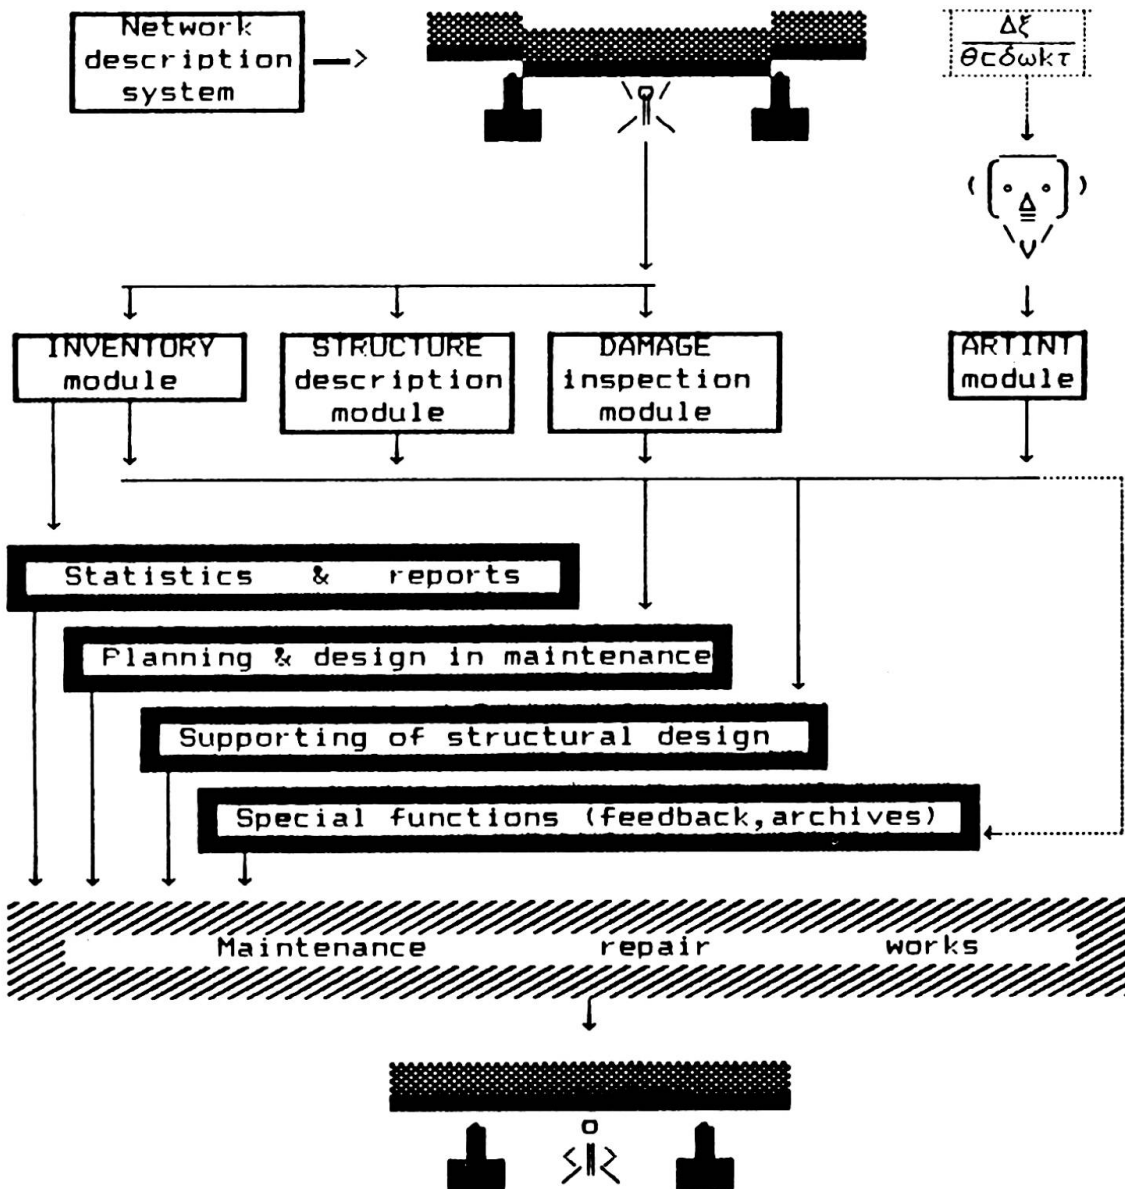 Network
description
system
Δξ
θcδωkτ
INVENTORY
module
STRUCTURE
description
module
DAMAGE
inspection
module
ARTINT
module
Statistics & reports
Planning & design in maintenance
Supporting of structural design
Special functions (feedback,archives)
Maintenance repair works